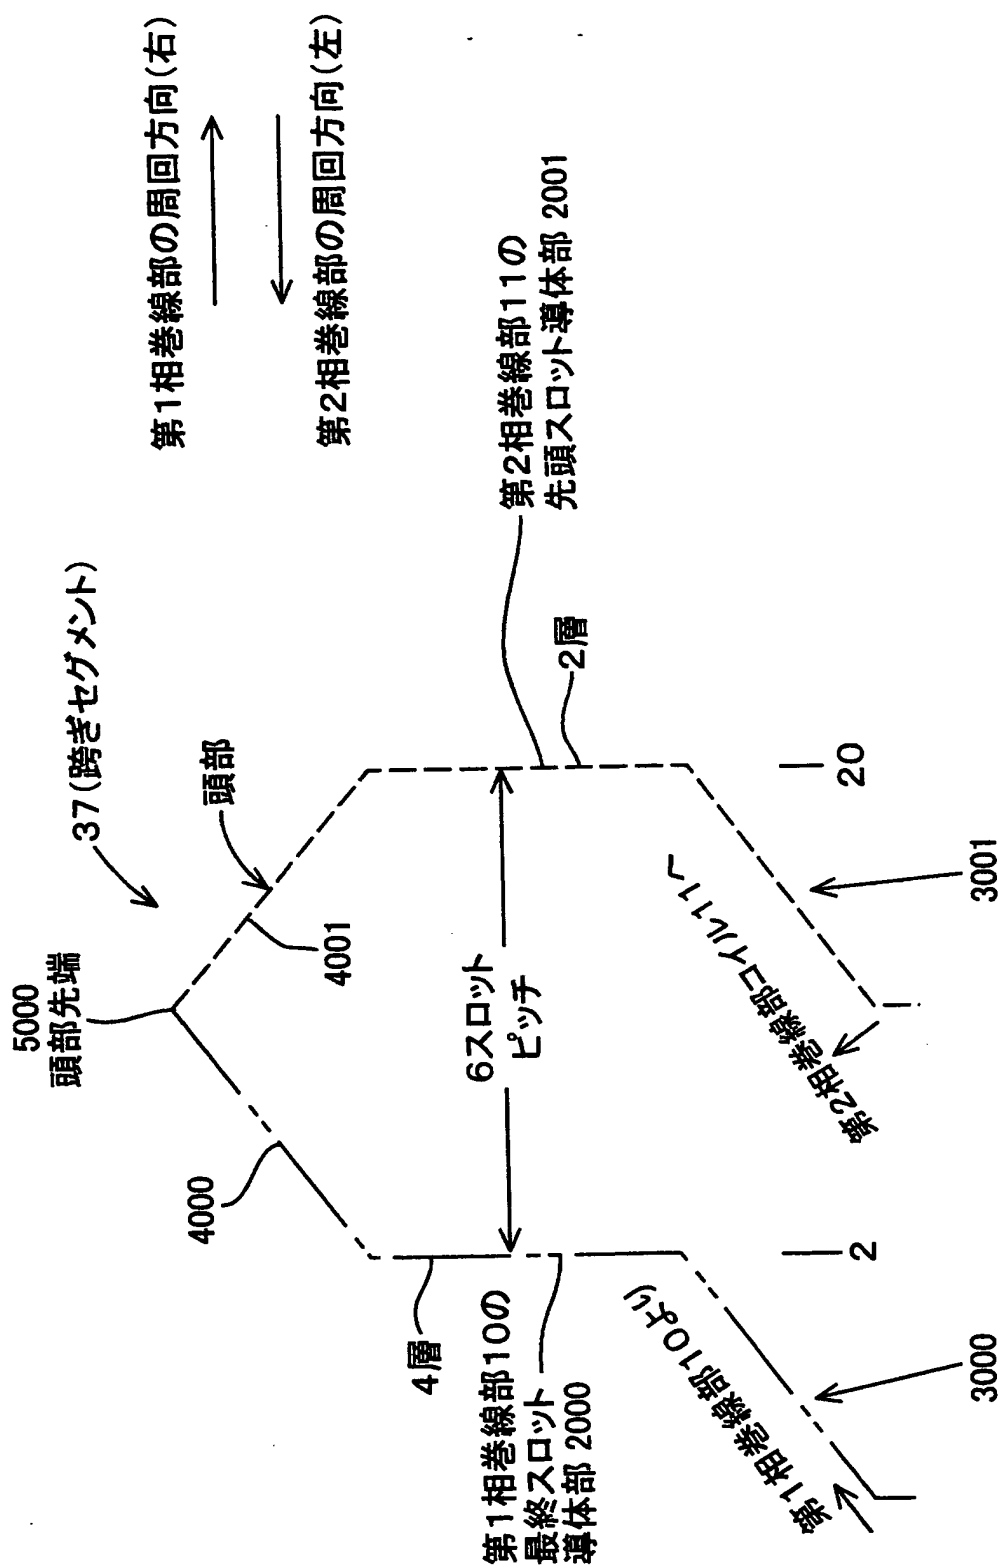 第1相巻線部の周回方向(右)
第2相巻線部の周回方向(左)
37(跨ぎセグメント)
5000
頭部先端
頭部
4001
4000
第2相巻線部11の
先頭スロット導体部 2001
2層
6スロット
ピッチ
4層
第1相巻線部10の
最終スロット
導体部 2000
第1相巻線部10より
第2相巻線部コイル11へ
2
20
3000
3001